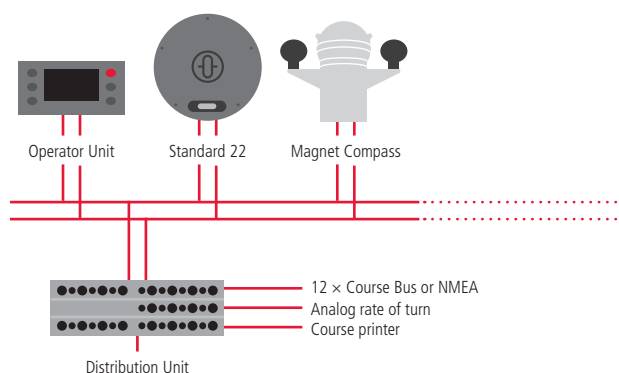 Operator Unit
Standard 22
Magnet Compass
12 × Course Bus or NMEA
Analog rate of turn
Course printer
Distribution Unit